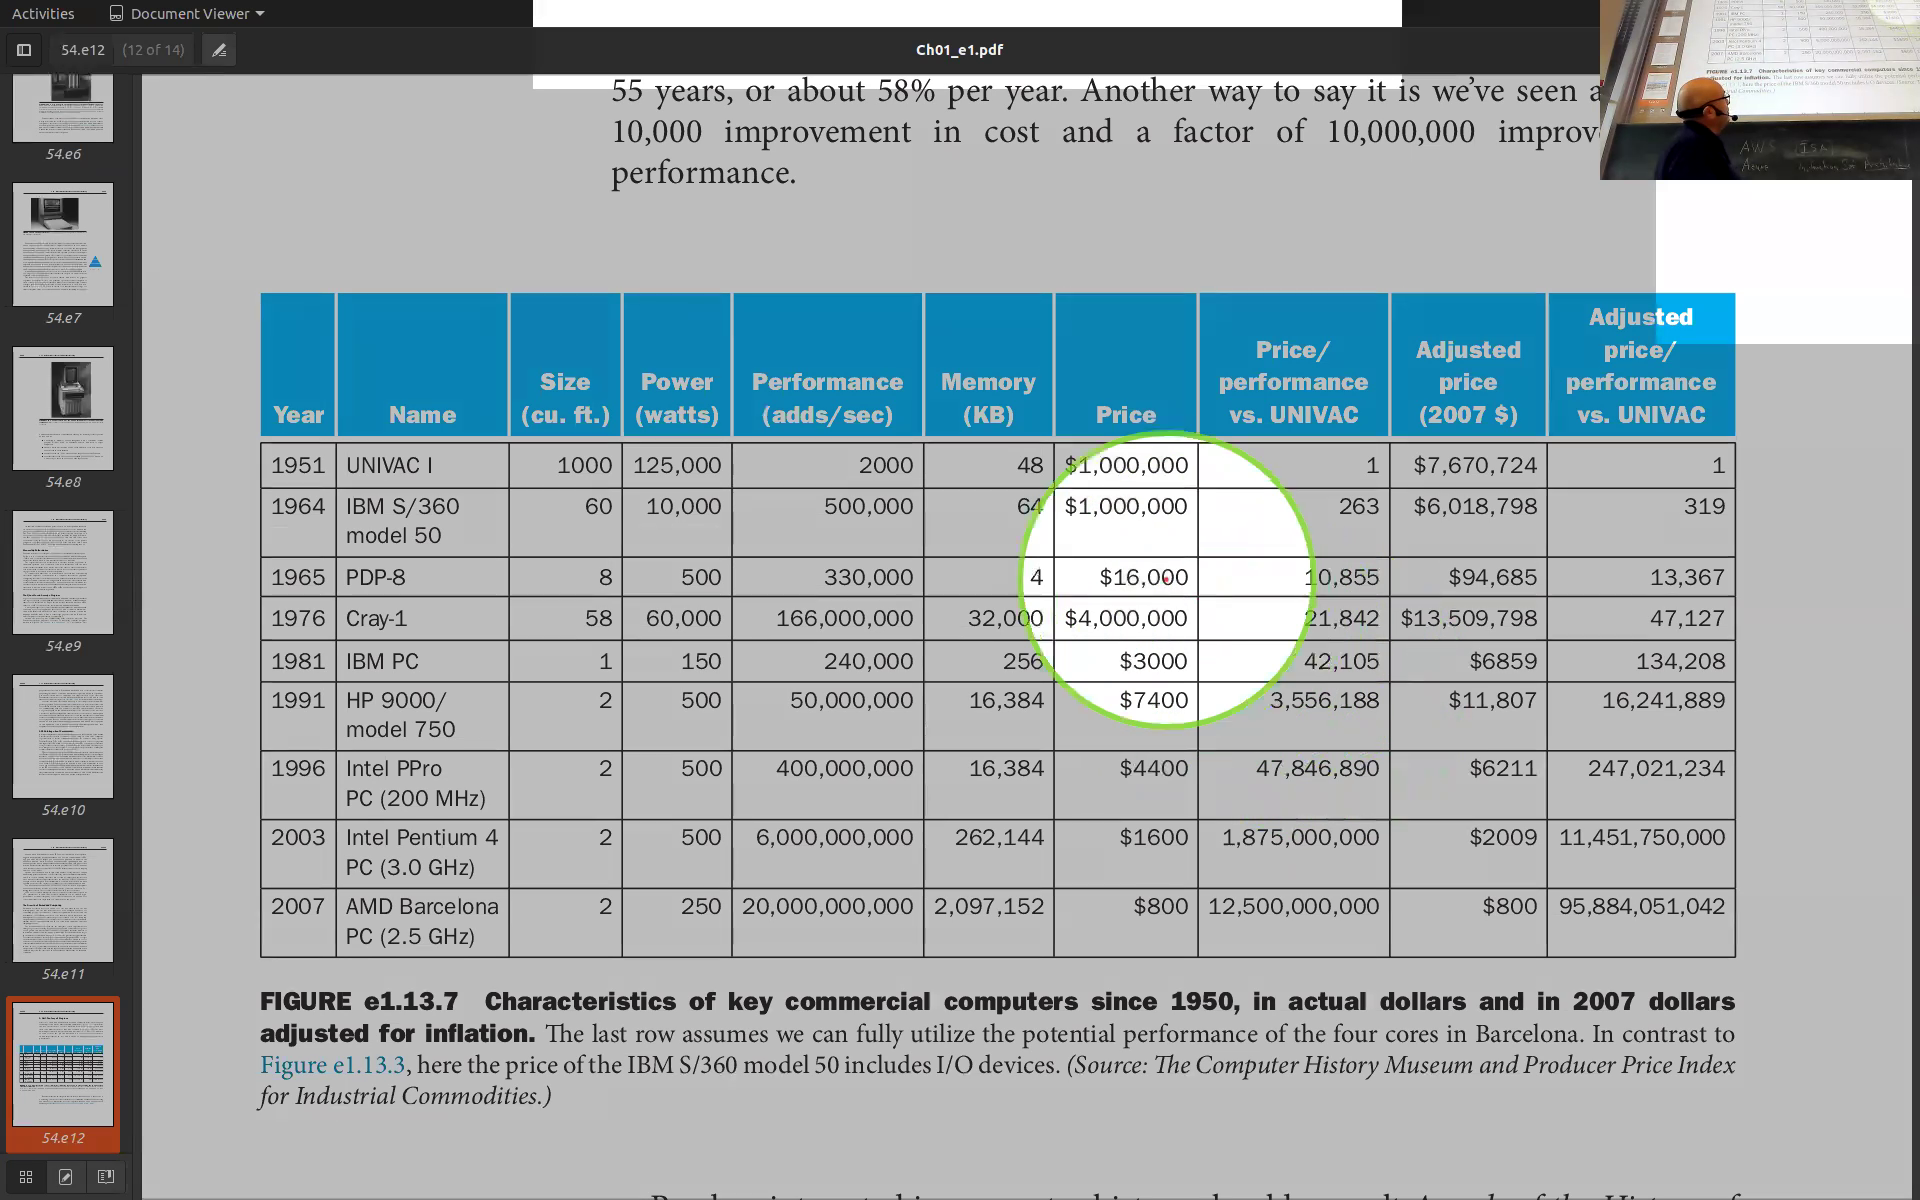 Activities
Document Viewer
54.e12 (12 of 14)
Ch01_e1.pdf
54.e6
54.e7
54.e8
54.e9
54.e10
54.e11
54.e12
55 years, or about 58% per year. Another way to say it is we've seen a
10,000 improvement in cost and a factor of 10,000,000 improv
performance.
Year Name Size (cu. ft.) Power (watts) Performance (adds/sec) Memory (KB) Price Price/ performance vs. UNIVAC Adjusted price (2007 $) Adjusted price/ performance vs. UNIVAC
1951 UNIVAC I 1000 125,000 2000 48 $1,000,000 1 $7,670,724 1
1964 IBM S/360 model 50 60 10,000 500,000 64 $1,000,000 263 $6,018,798 319
1965 PDP-8 8 500 330,000 4 $16,000 10,855 $94,685 13,367
1976 Cray-1 58 60,000 166,000,000 32,000 $4,000,000 21,842 $13,509,798 47,127
1981 IBM PC 1 150 240,000 256 $3000 42,105 $6859 134,208
1991 HP 9000/ model 750 2 500 50,000,000 16,384 $7400 3,556,188 $11,807 16,241,889
1996 Intel PPro PC (200 MHz) 2 500 400,000,000 16,384 $4400 47,846,890 $6211 247,021,234
2003 Intel Pentium 4 PC (3.0 GHz) 2 500 6,000,000,000 262,144 $1600 1,875,000,000 $2009 11,451,750,000
2007 AMD Barcelona PC (2.5 GHz) 2 250 20,000,000,000 2,097,152 $800 12,500,000,000 $800 95,884,051,042
FIGURE e1.13.7 Characteristics of key commercial computers since 1950, in actual dollars and in 2007 dollars
adjusted for inflation. The last row assumes we can fully utilize the potential performance of the four cores in Barcelona. In contrast to
Figure e1.13.3, here the price of the IBM S/360 model 50 includes I/O devices. (Source: The Computer History Museum and Producer Price Index
for Industrial Commodities.)
AWS ISA
Azure